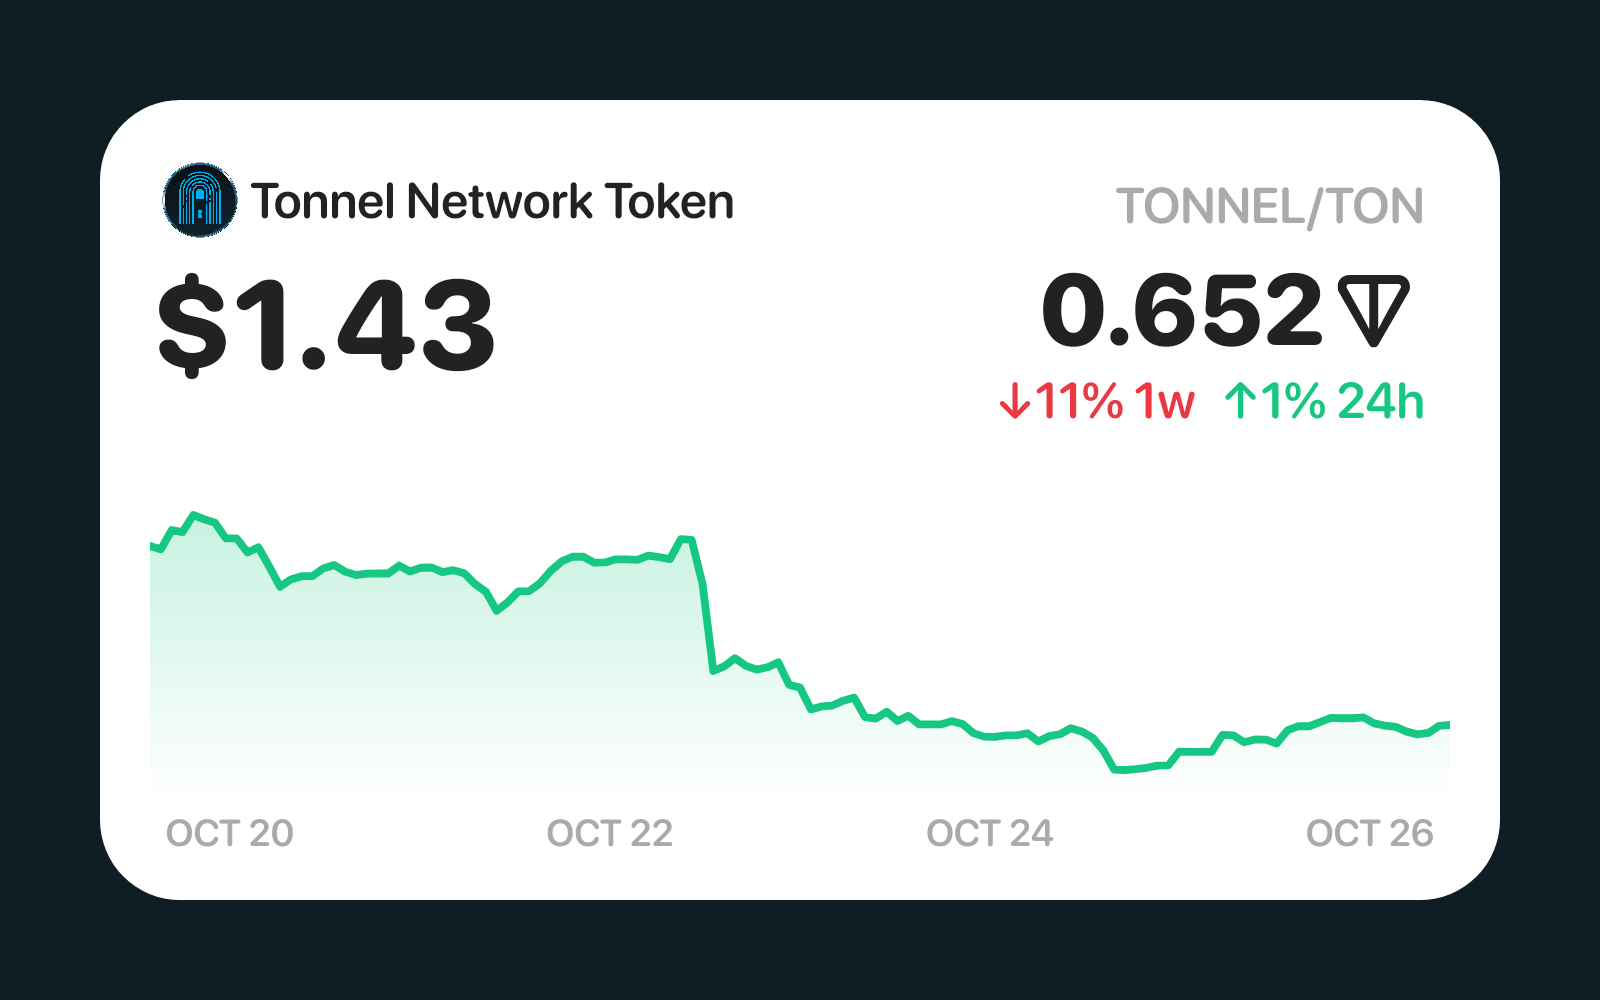 Tonnel Network Token
TONNEL/TON
$1.43
0.652
↓11% 1w ↑1% 24h
OCT 20 OCT 22 OCT 24 OCT 26